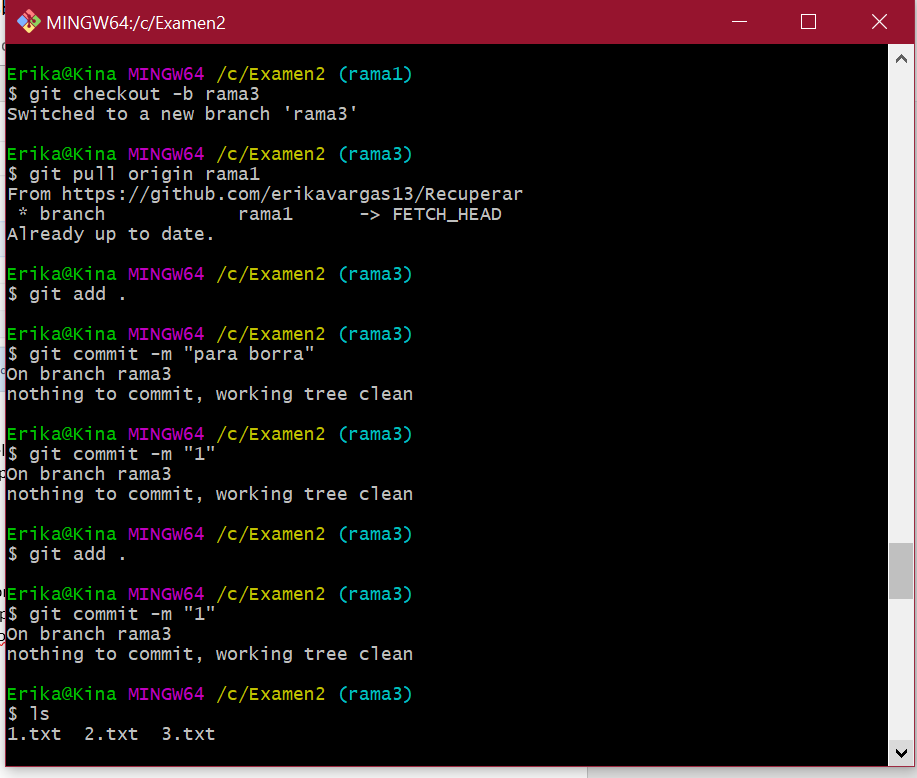 MINGW64:/c/Examen2
Erika@Kina MINGW64 /c/Examen2 (rama1)
$ git checkout -b rama3
Switched to a new branch 'rama3'
Erika@Kina MINGW64 /c/Examen2 (rama3)
$ git pull origin rama1
From https://github.com/erikavargas13/Recuperar
 * branch            rama1      -> FETCH_HEAD
Already up to date.
Erika@Kina MINGW64 /c/Examen2 (rama3)
$ git add .
Erika@Kina MINGW64 /c/Examen2 (rama3)
$ git commit -m "para borra"
On branch rama3
nothing to commit, working tree clean
Erika@Kina MINGW64 /c/Examen2 (rama3)
$ git commit -m "1"
On branch rama3
nothing to commit, working tree clean
Erika@Kina MINGW64 /c/Examen2 (rama3)
$ git add .
Erika@Kina MINGW64 /c/Examen2 (rama3)
$ git commit -m "1"
On branch rama3
nothing to commit, working tree clean
Erika@Kina MINGW64 /c/Examen2 (rama3)
$ ls
1.txt  2.txt  3.txt